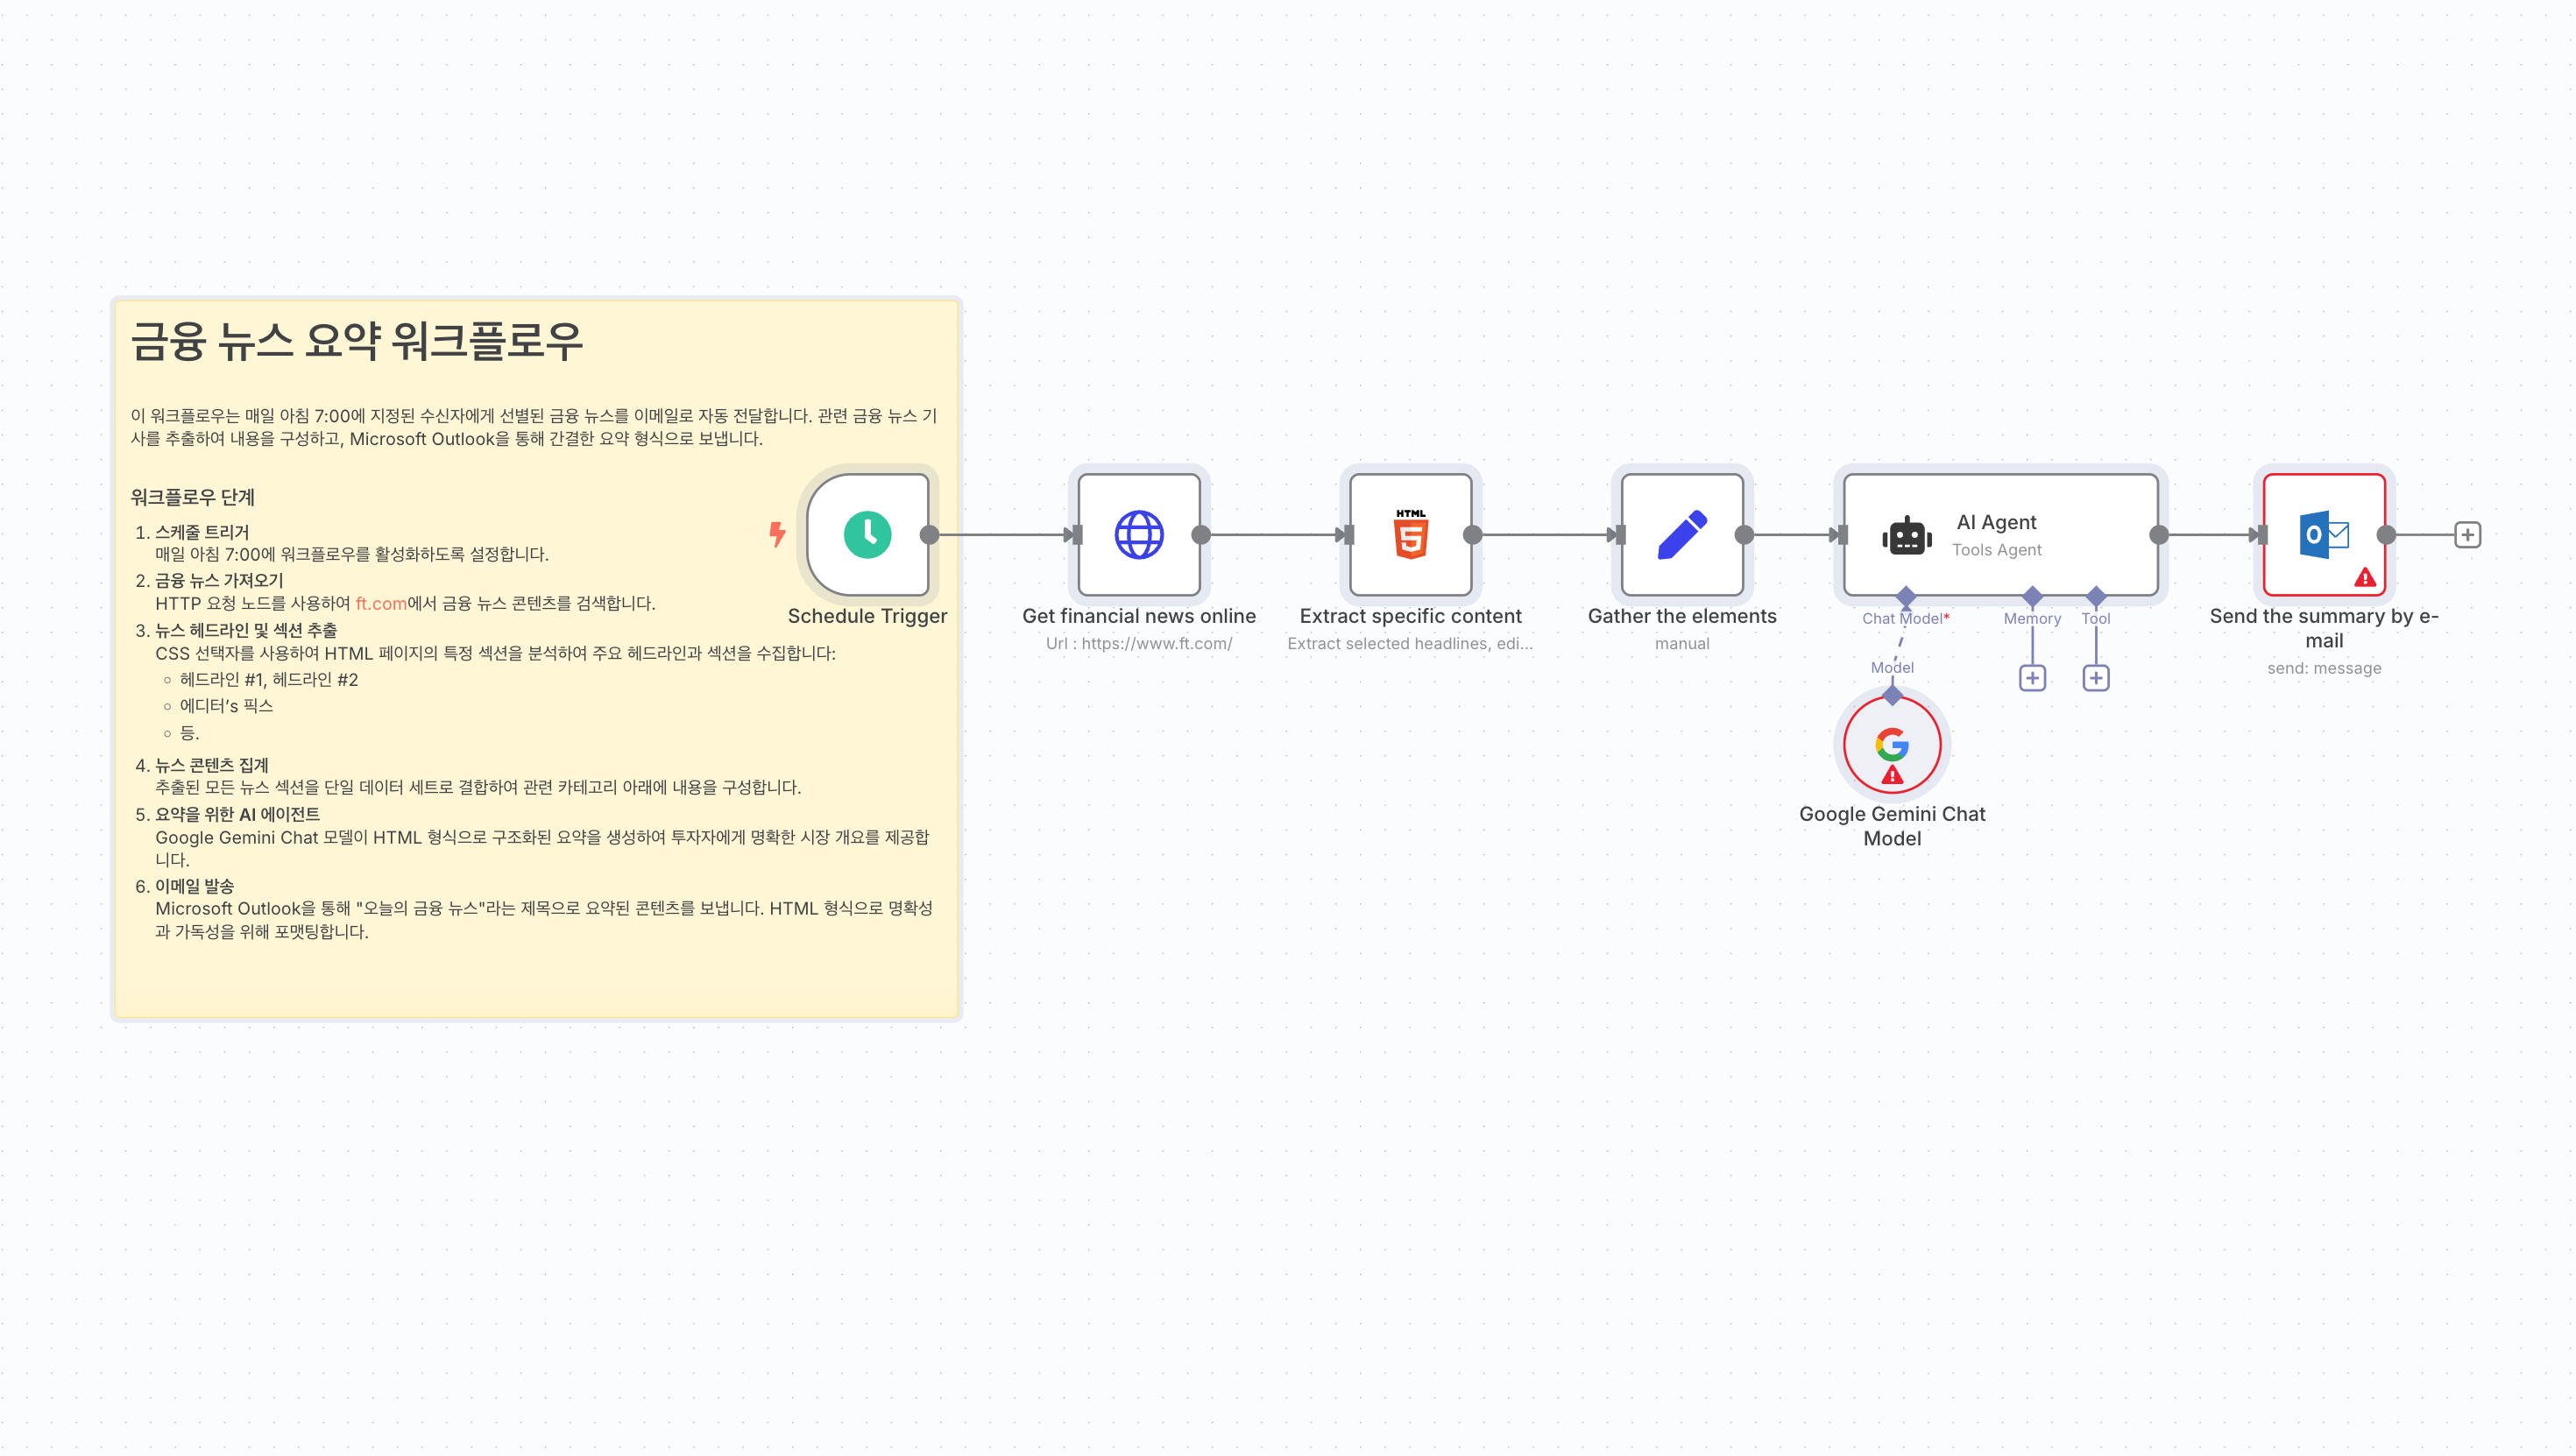 금융 뉴스 요약 워크플로우
이 워크플로우는 매일 아침 7:00에 지정된 수신자에게 선별된 금융 뉴스를 이메일로 자동 전달합니다. 관련 금융 뉴스 기
사를 추출하여 내용을 구성하고, Microsoft Outlook을 통해 간결한 요약 형식으로 보냅니다.
워크플로우 단계
1. 스케줄 트리거
매일 아침 7:00에 워크플로우를 활성화하도록 설정합니다.
2. 금융 뉴스 가져오기
HTTP 요청 노드를 사용하여 ft.com에서 금융 뉴스 콘텐츠를 검색합니다.
3. 뉴스 헤드라인 및 섹션 추출
CSS 선택자를 사용하여 HTML 페이지의 특정 섹션을 분석하여 주요 헤드라인과 섹션을 수집합니다:
헤드라인 #1, 헤드라인 #2
에디터’s 픽스
등.
4. 뉴스 콘텐츠 집계
추출된 모든 뉴스 섹션을 단일 데이터 세트로 결합하여 관련 카테고리 아래에 내용을 구성합니다.
5. 요약을 위한 AI 에이전트
Google Gemini Chat 모델이 HTML 형식으로 구조화된 요약을 생성하여 투자자에게 명확한 시장 개요를 제공합
니다.
6. 이메일 발송
Microsoft Outlook을 통해 "오늘의 금융 뉴스"라는 제목으로 요약된 콘텐츠를 보냅니다. HTML 형식으로 명확성
과 가독성을 위해 포맷팅합니다.
Schedule Trigger
Get financial news online
Url : https://www.ft.com/
HTML
5
Extract specific content
Extract selected headlines, edi...
Gather the elements
manual
AI Agent
Tools Agent
Chat Model*
Memory
Tool
Model
Google Gemini Chat
Model
Send the summary by e-
mail
send: message